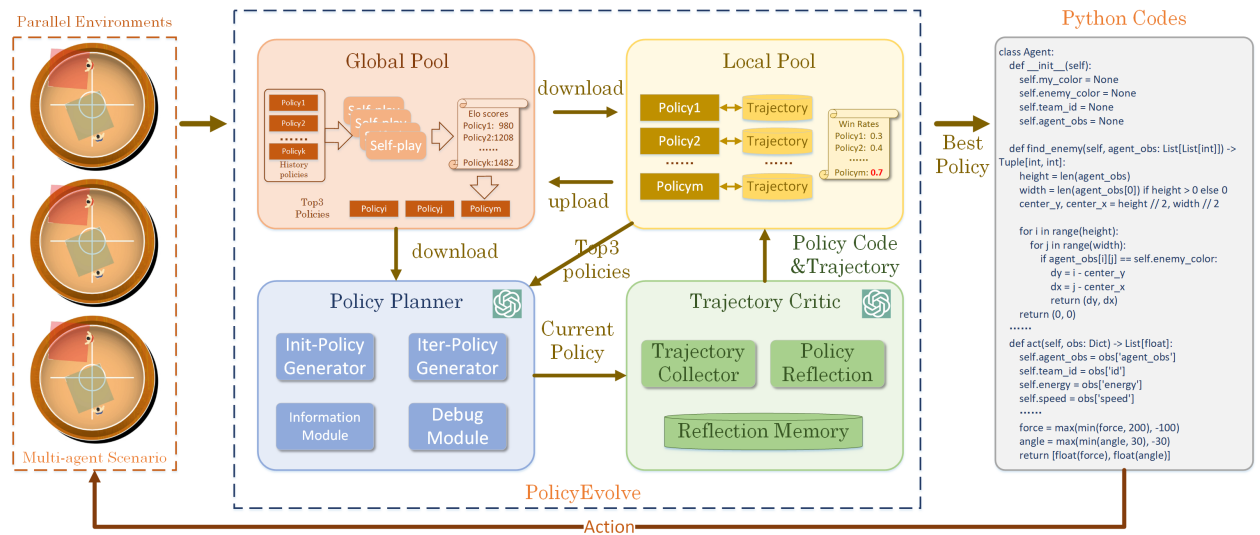 Parallel Environments
Multi-agent Scenario
Global Pool
Policy1
Policy2
......
Policyk
History
policies
Self-play
Self-play
Self-play
Elo scores
Policy1: 980
Policy2:1208
......
Policyk:1482
Top3
Policies
Policyi
Policyj
Policym
download
upload
Local Pool
Policy1
Trajectory
Policy2
Trajectory
......
......
Policym
Trajectory
Win Rates
Policy1: 0.3
Policy2: 0.4
......
Policym: 0.7
download
Top3
policies
Policy Code
&Trajectory
Policy Planner
Init-Policy
Generator
Iter-Policy
Generator
Information
Module
Debug
Module
Current
Policy
Trajectory Critic
Trajectory
Collector
Policy
Reflection
Reflection Memory
PolicyEvolve
Best
Policy
Python Codes
class Agent:
def __init__(self):
self.my_color = None
self.enemy_color = None
self.team_id = None
self.agent_obs = None
def find_enemy(self, agent_obs: List[List[int]]) ->
Tuple[int, int]:
height = len(agent_obs)
width = len(agent_obs[0]) if height > 0 else 0
center_y, center_x = height // 2, width // 2
for i in range(height):
for j in range(width):
if agent_obs[i][j] == self.enemy_color:
dy = i - center_y
dx = j - center_x
return (dy, dx)
return (0, 0)
......
def act(self, obs: Dict) -> List[float]:
self.agent_obs = obs['agent_obs']
self.team_id = obs['id']
self.energy = obs['energy']
self.speed = obs['speed']
......
force = max(min(force, 200), -100)
angle = max(min(angle, 30), -30)
return [float(force), float(angle)]
Action